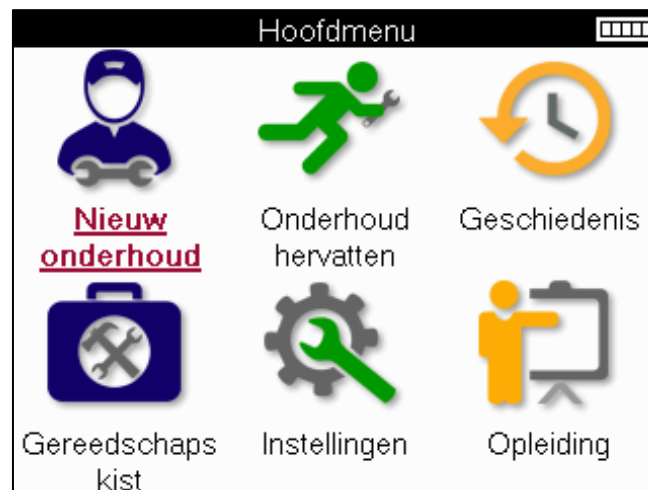 Hoofdmenu
Nieuw
onderhoud
Onderhoud
hervatten
Geschiedenis
Gereedschaps
kist
Instellingen
Opleiding